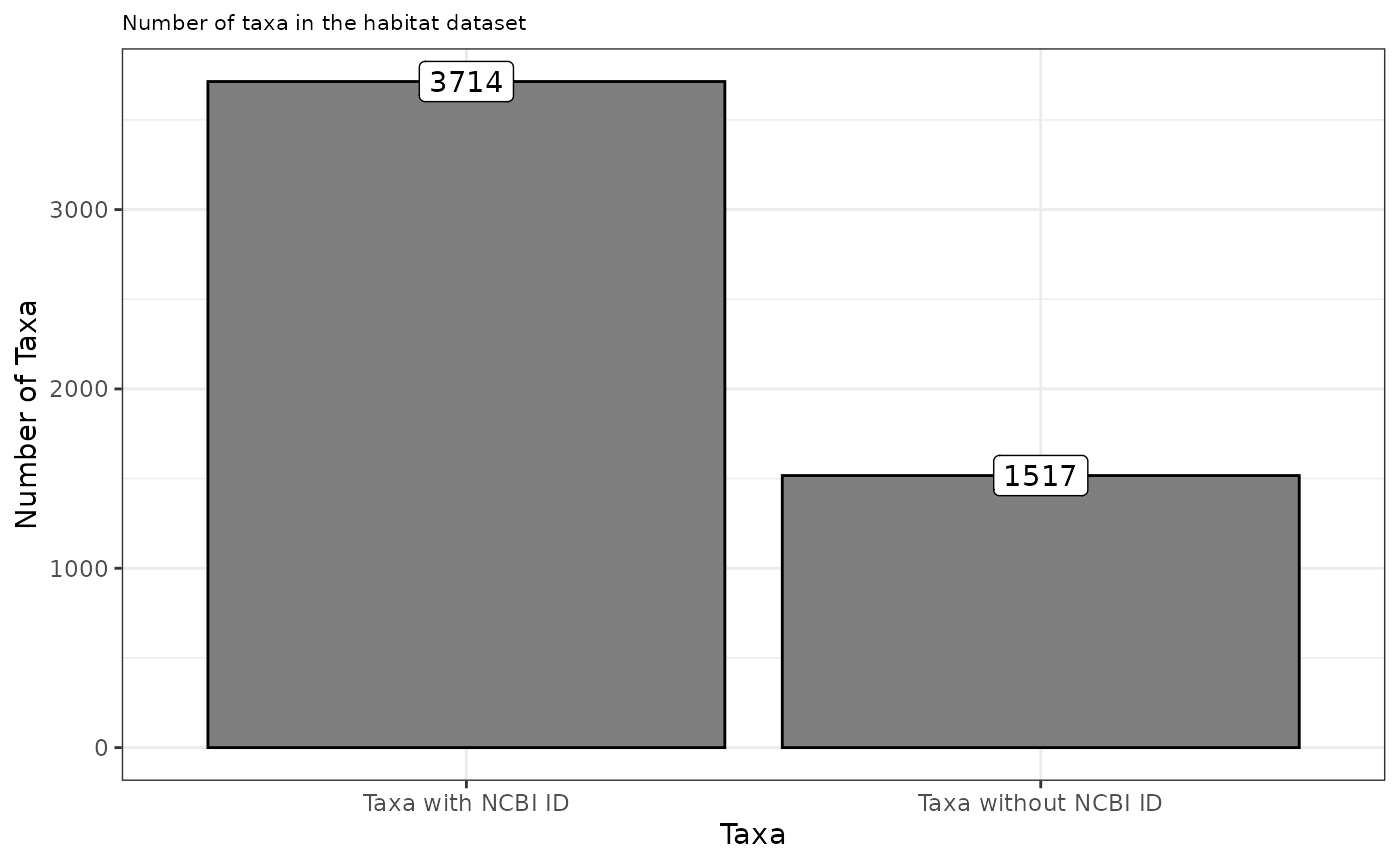 Number of taxa in the habitat dataset
3714
1517
3000
2000
1000
0
Number of Taxa
Taxa with NCBI ID
Taxa without NCBI ID
Taxa